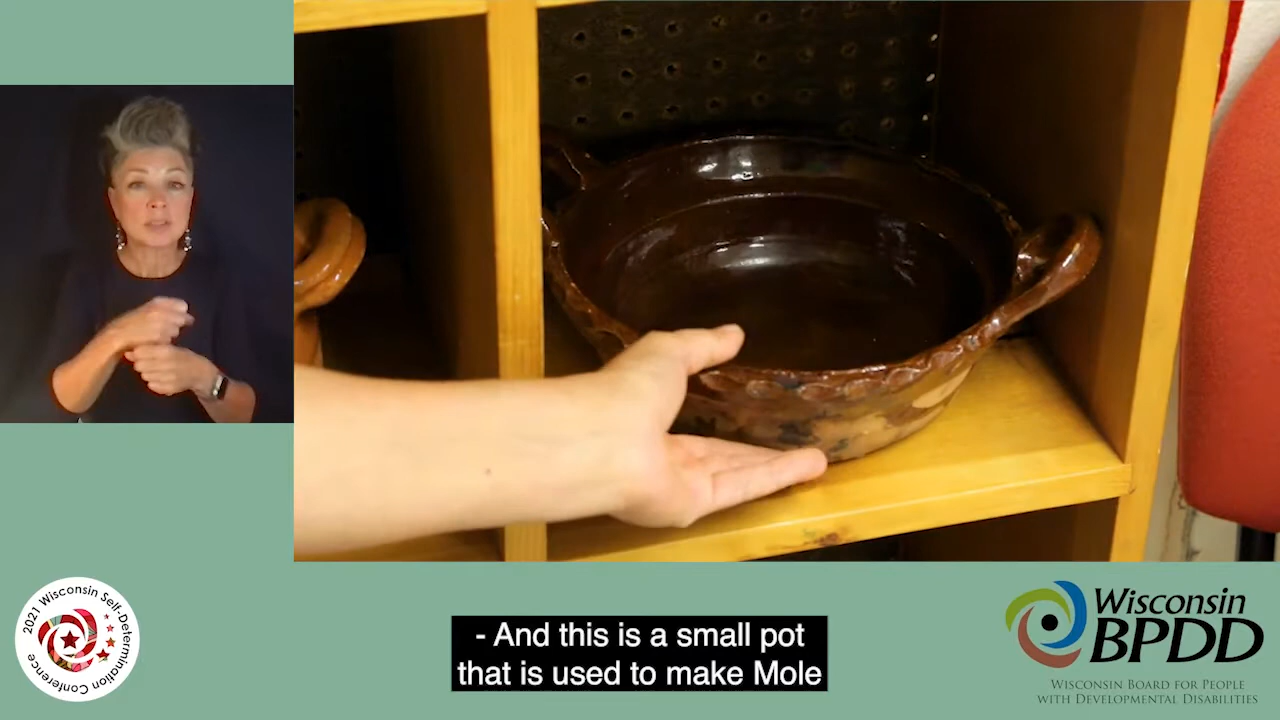 2021 Wisconsin Self-Determination Conference
- And this is a small pot
that is used to make Mole
Wisconsin
BPDD
Wisconsin Board for People
with Developmental Disabilities